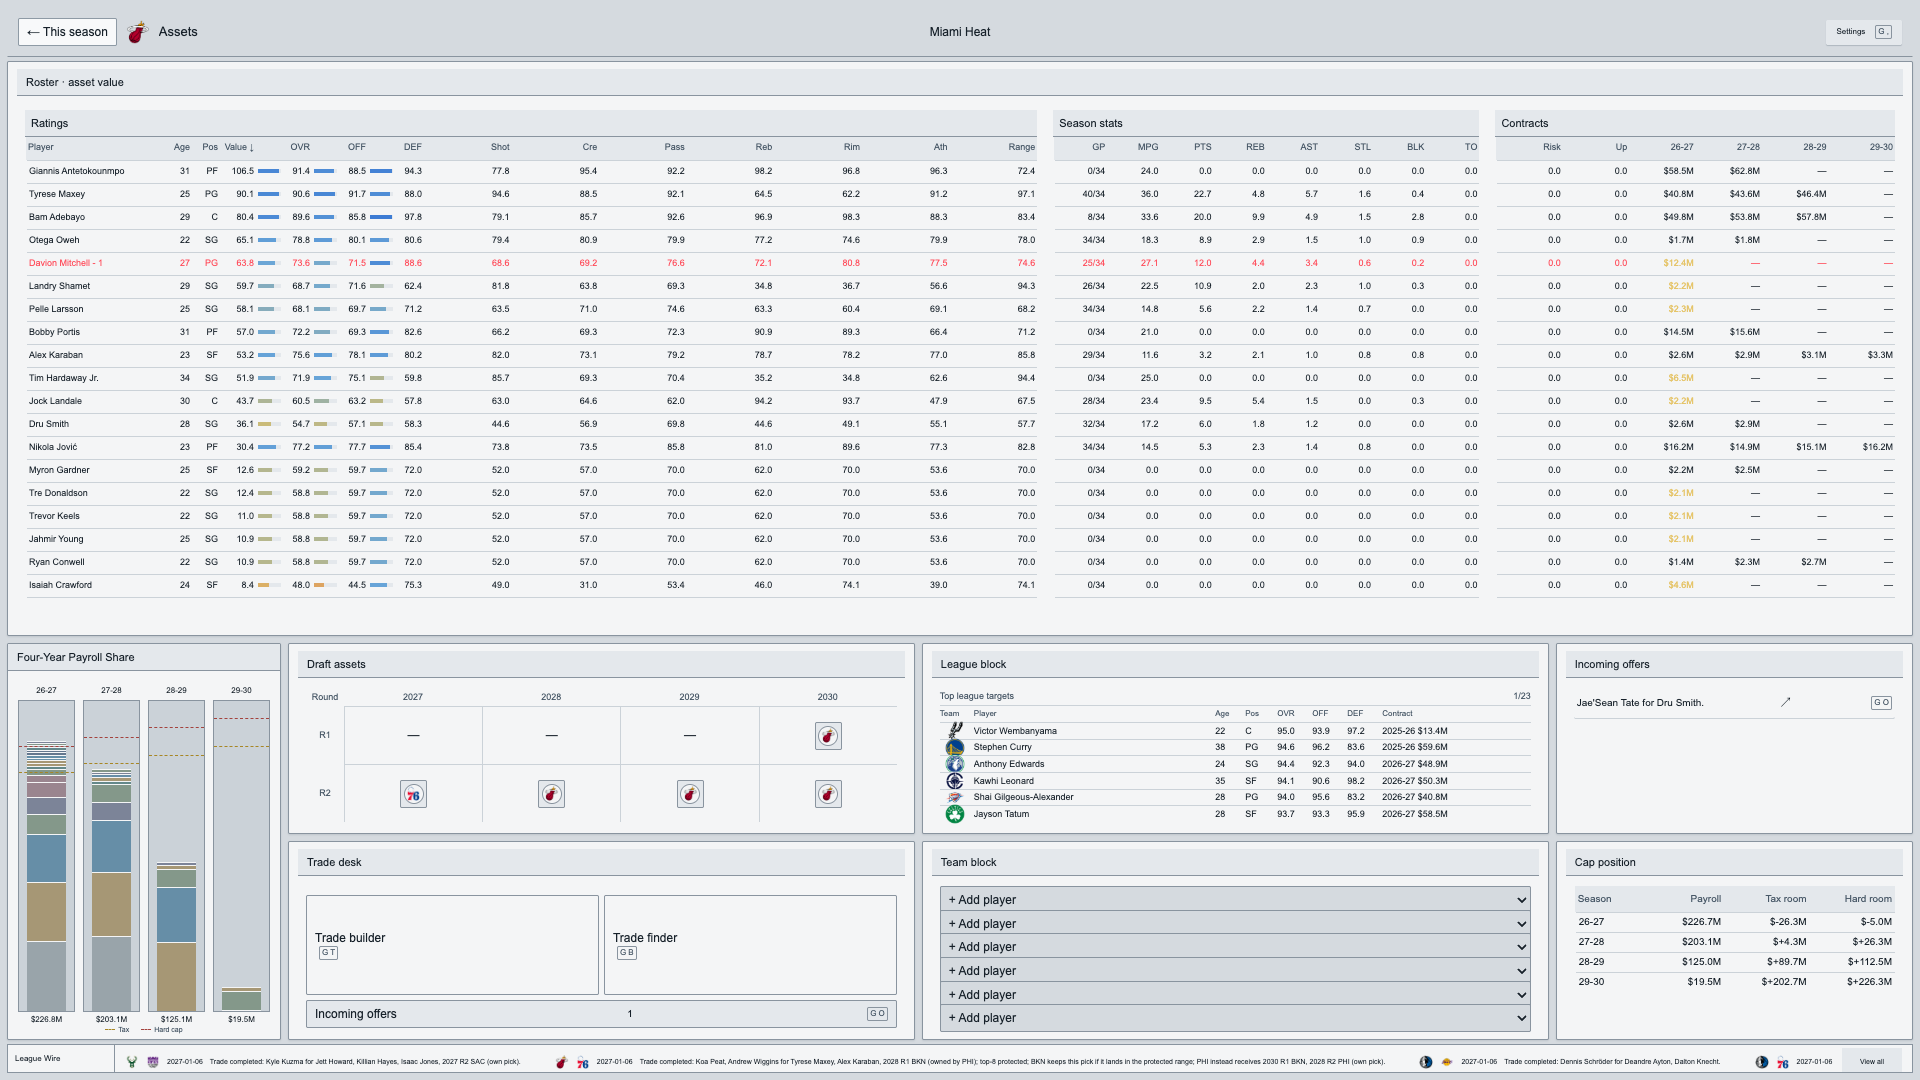 ← This season Assets Miami Heat Settings G ,
Roster · asset value
Ratings Season stats Contracts
Player Age Pos Value ↓ OVR OFF DEF Shot Cre Pass Reb Rim Ath Range GP MPG PTS REB AST STL BLK TO Risk Up 26-27 27-28 28-29 29-30
Giannis Antetokounmpo 31 PF 106.5 91.4 88.5 94.3 77.8 95.4 92.2 98.2 96.8 96.3 72.4 0/34 24.0 0.0 0.0 0.0 0.0 0.0 0.0 0.0 0.0 $58.5M $62.8M — —
Tyrese Maxey 25 PG 90.1 90.6 91.7 88.0 94.6 88.5 92.1 64.5 62.2 91.2 97.1 40/34 36.0 22.7 4.8 5.7 1.6 0.4 0.0 0.0 0.0 $40.8M $43.6M $46.4M —
Bam Adebayo 29 C 80.4 89.6 85.8 97.8 79.1 85.7 92.6 96.9 98.3 88.3 83.4 8/34 33.6 20.0 9.9 4.9 1.5 2.8 0.0 0.0 0.0 $49.8M $53.8M $57.8M —
Otega Oweh 22 SG 65.1 78.8 80.1 80.6 79.4 80.9 79.9 77.2 74.6 79.9 78.0 34/34 18.3 8.9 2.9 1.5 1.0 0.9 0.0 0.0 0.0 $1.7M $1.8M — —
Davion Mitchell - 1 27 PG 63.8 73.6 71.5 88.6 68.6 69.2 76.6 72.1 80.8 77.5 74.6 25/34 27.1 12.0 4.4 3.4 0.6 0.2 0.0 0.0 0.0 $12.4M — — —
Landry Shamet 29 SG 59.7 68.7 71.6 62.4 81.8 63.8 69.3 34.8 36.7 56.6 94.3 26/34 22.5 10.9 2.0 2.3 1.0 0.3 0.0 0.0 0.0 $2.2M — — —
Pelle Larsson 25 SG 58.1 68.1 69.7 71.2 63.5 71.0 74.6 63.3 60.4 69.1 68.2 34/34 14.8 5.6 2.2 1.4 0.7 0.0 0.0 0.0 0.0 $2.3M — — —
Bobby Portis 31 PF 57.0 72.2 69.3 82.6 66.2 69.3 72.3 90.9 89.3 66.4 71.2 0/34 21.0 0.0 0.0 0.0 0.0 0.0 0.0 0.0 0.0 $14.5M $15.6M — —
Alex Karaban 23 SF 53.2 75.6 78.1 80.2 82.0 73.1 79.2 78.7 78.2 77.0 85.8 29/34 11.6 3.2 2.1 1.0 0.8 0.8 0.0 0.0 0.0 $2.6M $2.9M $3.1M $3.3M
Tim Hardaway Jr. 34 SG 51.9 71.9 75.1 59.8 85.7 69.3 70.4 35.2 34.8 62.6 94.4 0/34 25.0 0.0 0.0 0.0 0.0 0.0 0.0 0.0 0.0 $6.5M — — —
Jock Landale 30 C 43.7 60.5 63.2 57.8 63.0 64.6 62.0 94.2 93.7 47.9 67.5 28/34 23.4 9.5 5.4 1.5 0.0 0.3 0.0 0.0 0.0 $2.2M — — —
Dru Smith 28 SG 36.1 54.7 57.1 58.3 44.6 56.9 69.8 44.6 49.1 55.1 57.7 32/34 17.2 6.0 1.8 1.2 0.0 0.0 0.0 0.0 0.0 $2.6M $2.9M — —
Nikola Jović 23 PF 30.4 77.2 77.7 85.4 73.8 73.5 85.8 81.0 89.6 77.3 82.8 34/34 14.5 5.3 2.3 1.4 0.8 0.0 0.0 0.0 0.0 $16.2M $14.9M $15.1M $16.2M
Myron Gardner 25 SF 12.6 59.2 59.7 72.0 52.0 57.0 70.0 62.0 70.0 53.6 70.0 0/34 0.0 0.0 0.0 0.0 0.0 0.0 0.0 0.0 0.0 $2.2M $2.5M — —
Tre Donaldson 22 SG 12.4 58.8 59.7 72.0 52.0 57.0 70.0 62.0 70.0 53.6 70.0 0/34 0.0 0.0 0.0 0.0 0.0 0.0 0.0 0.0 0.0 $2.1M — — —
Trevor Keels 22 SG 11.0 58.8 59.7 72.0 52.0 57.0 70.0 62.0 70.0 53.6 70.0 0/34 0.0 0.0 0.0 0.0 0.0 0.0 0.0 0.0 0.0 $2.1M — — —
Jahmir Young 25 SG 10.9 58.8 59.7 72.0 52.0 57.0 70.0 62.0 70.0 53.6 70.0 0/34 0.0 0.0 0.0 0.0 0.0 0.0 0.0 0.0 0.0 $2.1M — — —
Ryan Conwell 22 SG 10.9 58.8 59.7 72.0 52.0 57.0 70.0 62.0 70.0 53.6 70.0 0/34 0.0 0.0 0.0 0.0 0.0 0.0 0.0 0.0 0.0 $1.4M $2.3M $2.7M —
Isaiah Crawford 24 SF 8.4 48.0 44.5 75.3 49.0 31.0 53.4 46.0 74.1 39.0 74.1 0/34 0.0 0.0 0.0 0.0 0.0 0.0 0.0 0.0 0.0 $4.6M — — —
Four-Year Payroll Share
26-27 27-28 28-29 29-30
$226.8M $203.1M $125.1M $19.5M
--- Tax --- Hard cap
Draft assets
Round 2027 2028 2029 2030
R1 — — —
R2 76
Trade desk
Trade builder
G T
Trade finder
G B
Incoming offers 1 G O
League block
Top league targets 1/23
Team Player Age Pos OVR OFF DEF Contract
Victor Wembanyama 22 C 95.0 93.9 97.2 2025-26 $13.4M
Stephen Curry 38 PG 94.6 96.2 83.6 2025-26 $59.6M
Anthony Edwards 24 SG 94.4 92.3 94.0 2026-27 $48.9M
Kawhi Leonard 35 SF 94.1 90.6 98.2 2026-27 $50.3M
Shai Gilgeous-Alexander 28 PG 94.0 95.6 83.2 2026-27 $40.8M
Jayson Tatum 28 SF 93.7 93.3 95.9 2026-27 $58.5M
Team block
+ Add player
+ Add player
+ Add player
+ Add player
+ Add player
+ Add player
Incoming offers
Jae'Sean Tate for Dru Smith. ↗ G O
Cap position
Season Payroll Tax room Hard room
26-27 $226.7M $-26.3M $-5.0M
27-28 $203.1M $+4.3M $+26.3M
28-29 $125.0M $+89.7M $+112.5M
29-30 $19.5M $+202.7M $+226.3M
League Wire 2027-01-06 Trade completed: Kyle Kuzma for Jett Howard, Killian Hayes, Isaac Jones, 2027 R2 SAC (own pick). 2027-01-06 Trade completed: Koa Peat, Andrew Wiggins for Tyrese Maxey, Alex Karaban, 2028 R1 BKN (owned by PHI); top-8 protected; BKN keeps this pick if it lands in the protected range; PHI instead receives 2030 R1 BKN, 2028 R2 PHI (own pick). 2027-01-06 Trade completed: Dennis Schröder for Deandre Ayton, Dalton Knecht. 2027-01-06 View all